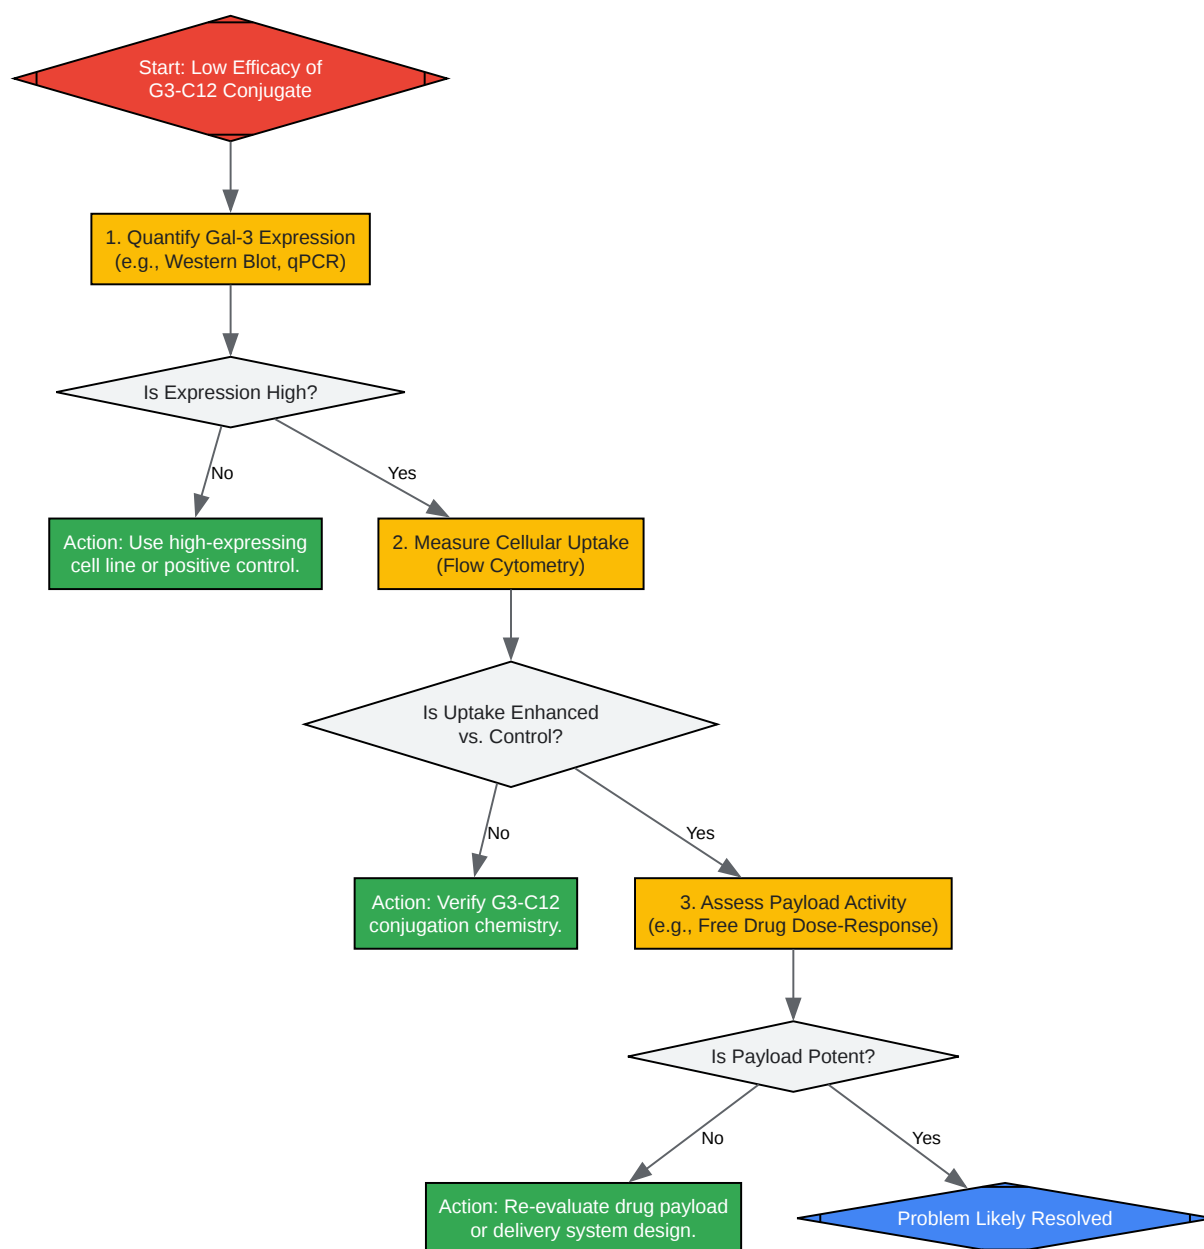 Start: Low Efficacy of
G3-C12 Conjugate
1. Quantify Gal-3 Expression
(e.g., Western Blot, qPCR)
Is Expression High?
No
Yes
Action: Use high-expressing
cell line or positive control.
2. Measure Cellular Uptake
(Flow Cytometry)
Is Uptake Enhanced
vs. Control?
No
Yes
Action: Verify G3-C12
conjugation chemistry.
3. Assess Payload Activity
(e.g., Free Drug Dose-Response)
Is Payload Potent?
No
Yes
Action: Re-evaluate drug payload
or delivery system design.
Problem Likely Resolved